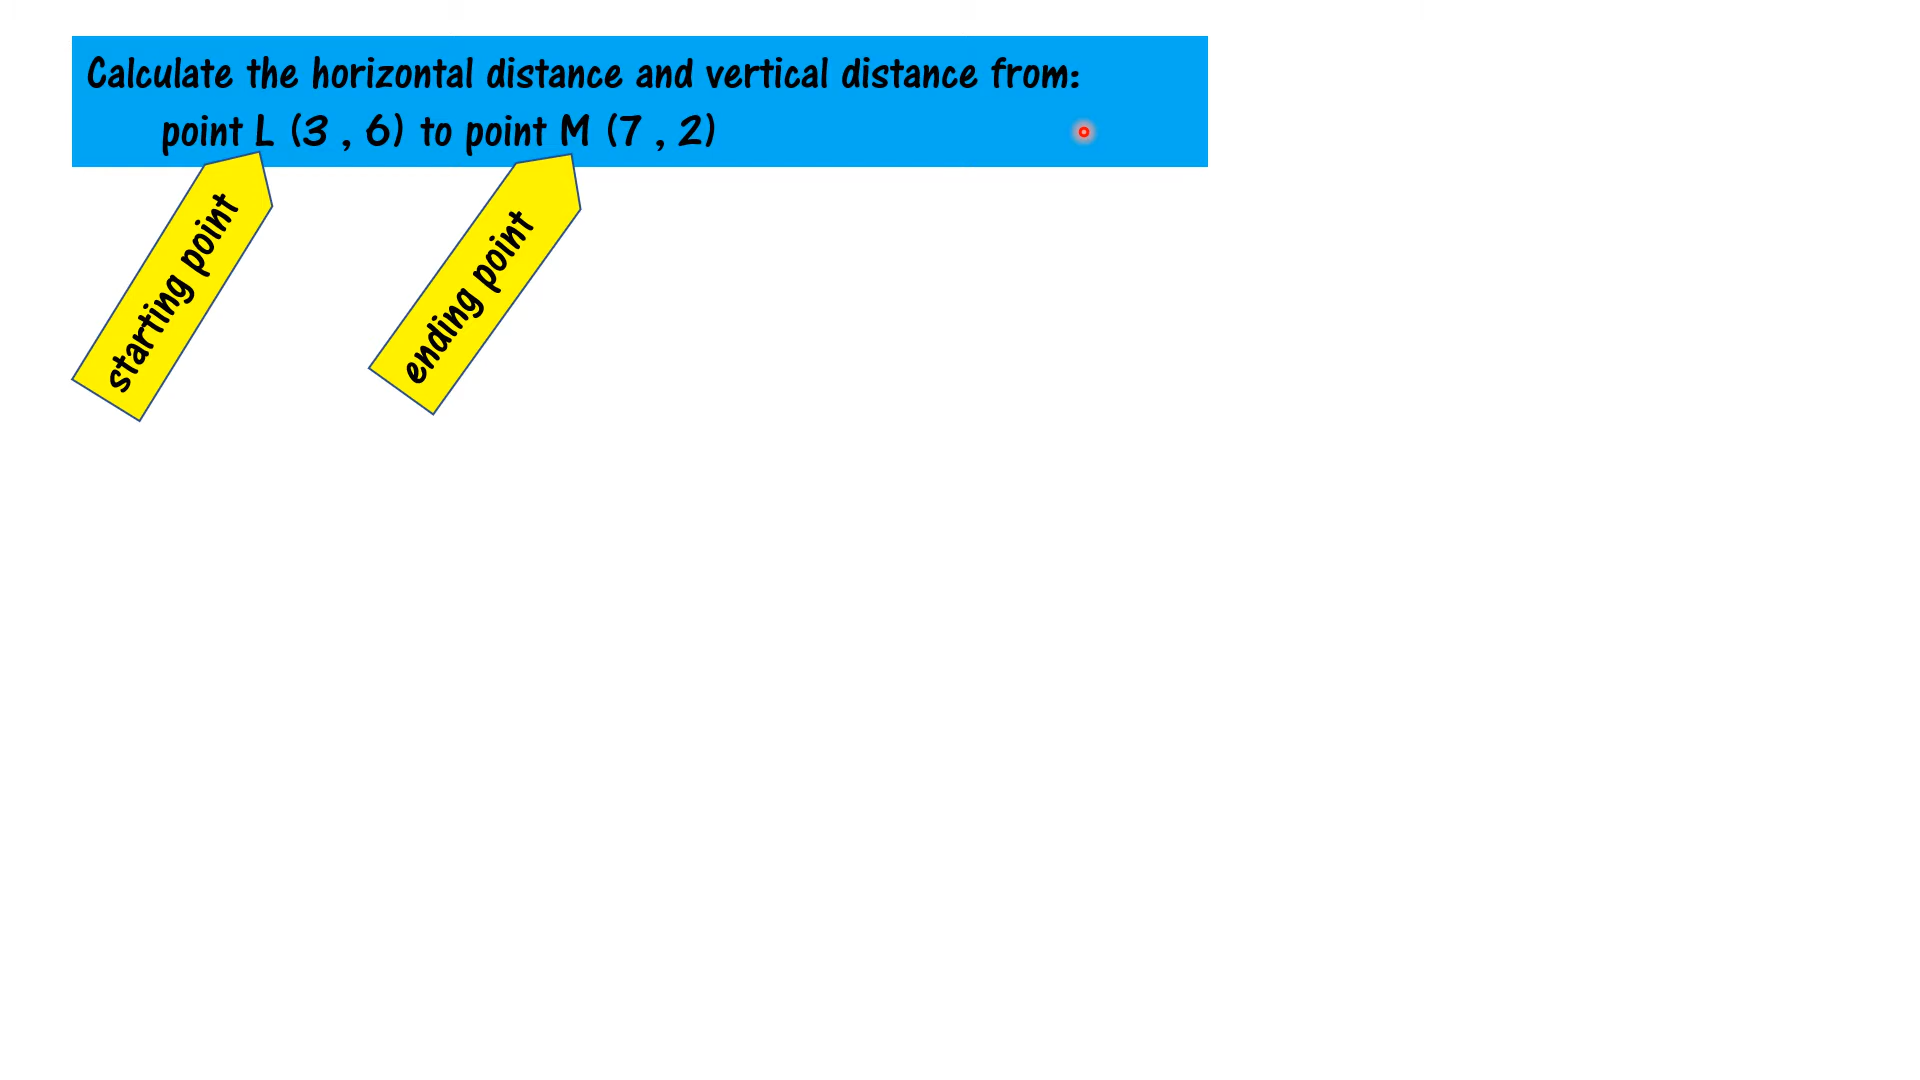 Calculate the horizontal distance and vertical distance from:
point L (3 , 6) to point M (7 , 2)
starting point
ending point